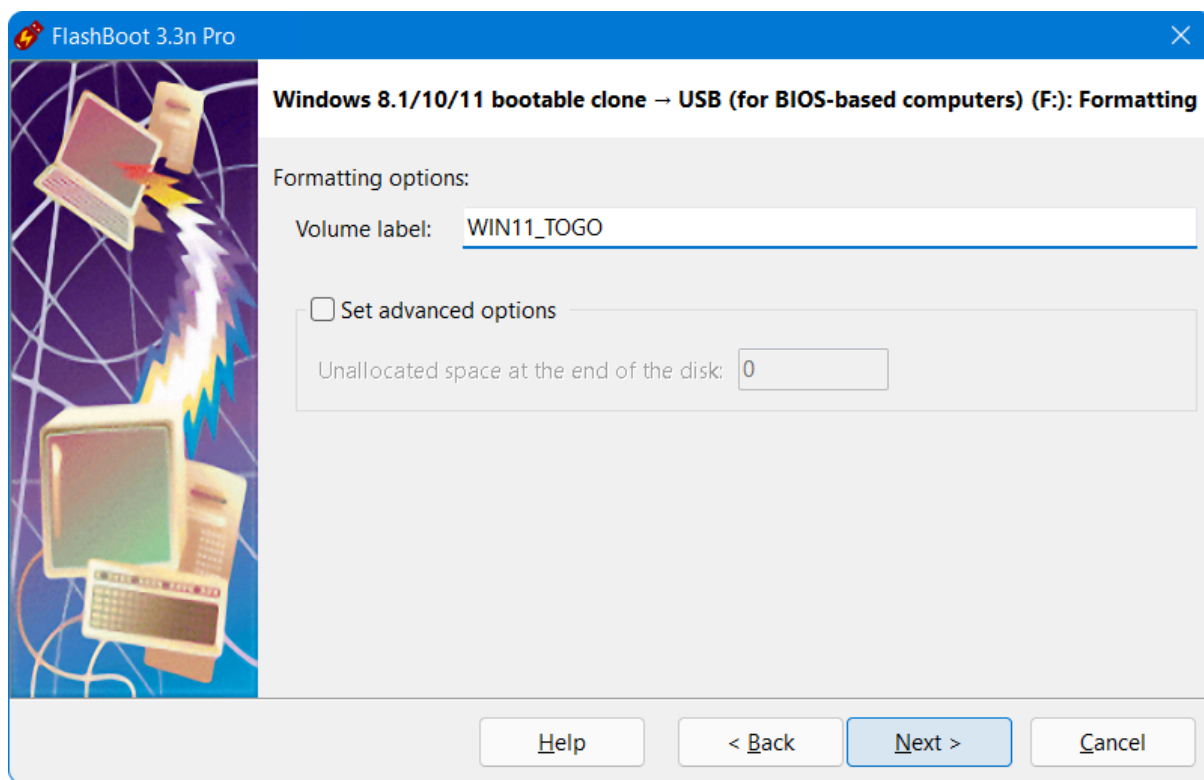 FlashBoot 3.3n Pro
Windows 8.1/10/11 bootable clone → USB (for BIOS-based computers) (F:): Formatting
Formatting options:
Volume label: WIN11_TOGO
Set advanced options
Unallocated space at the end of the disk: 0
Help < Back Next > Cancel